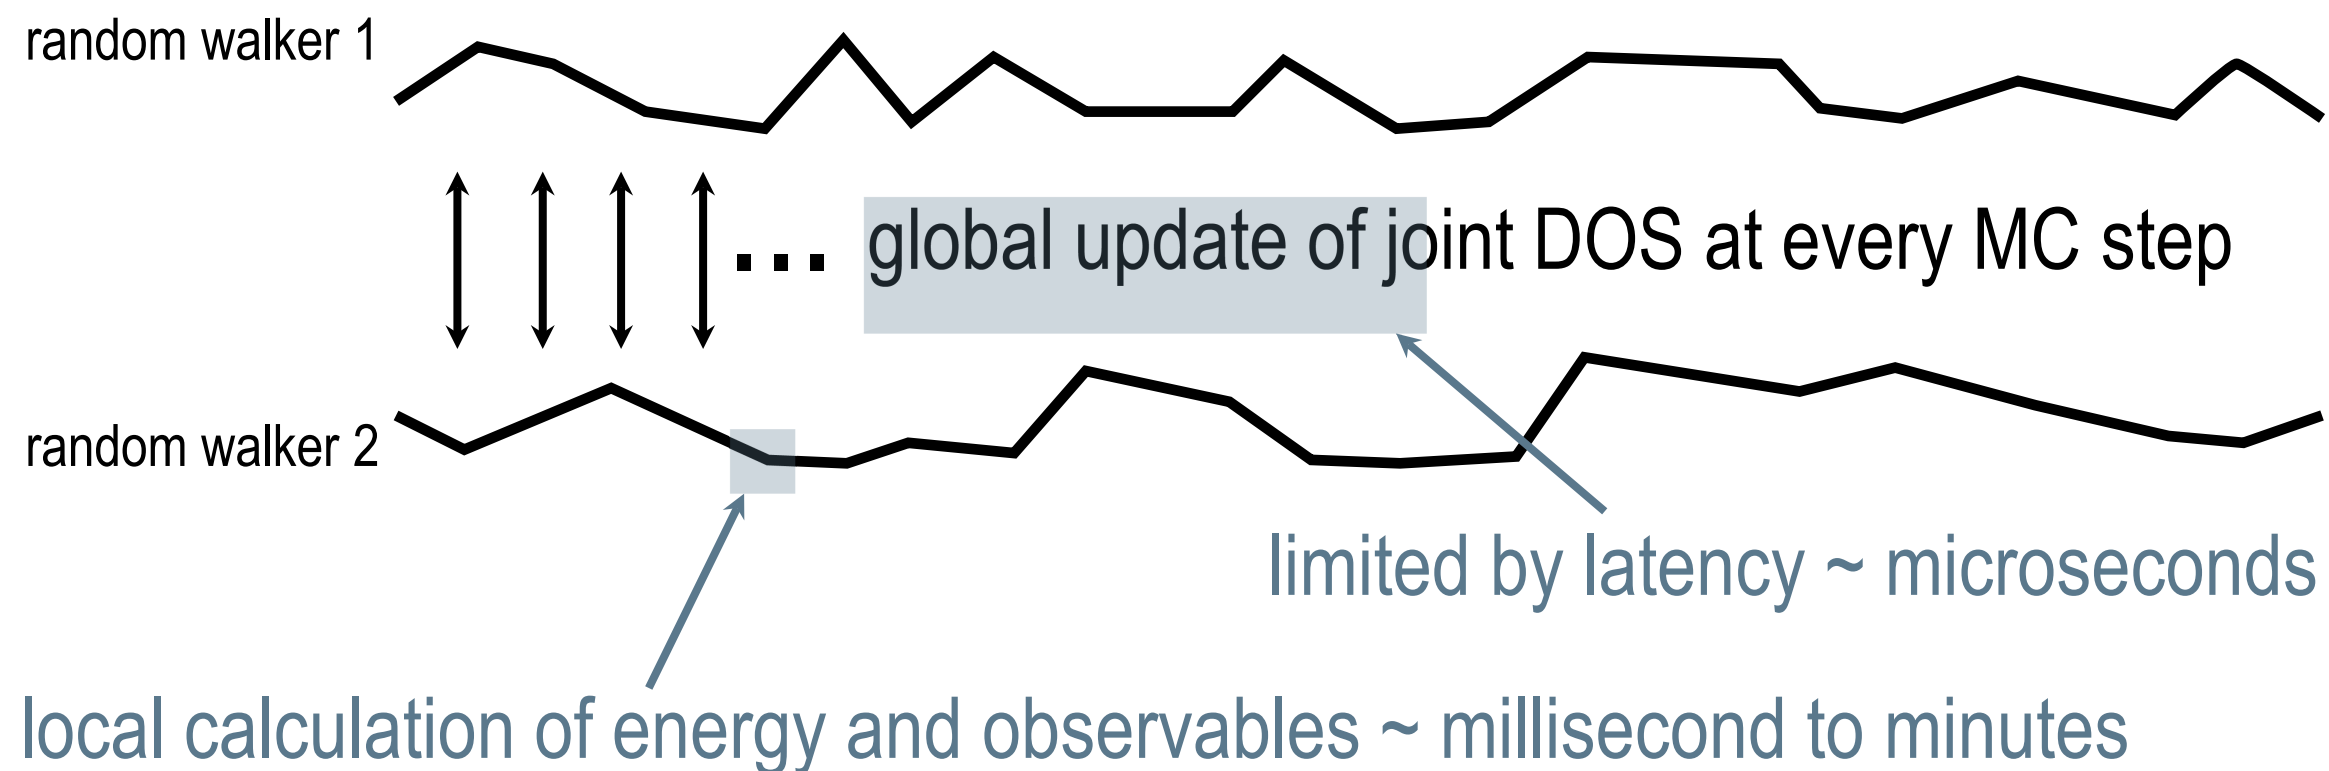 random walker 1
... global update of joint DOS at every MC step
random walker 2
limited by latency ~ microseconds
local calculation of energy and observables ~ millisecond to minutes